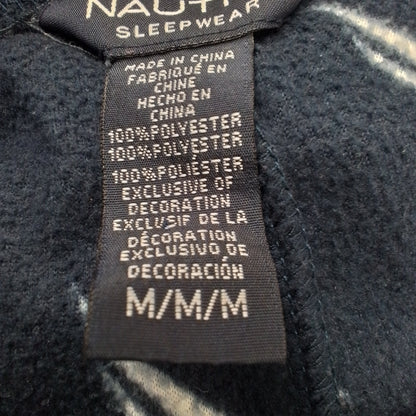 SLEEPWEAR
MADE IN CHINA
FABRIQUÉ EN
CHINE
HECHO EN
CHINA
100%POLYESTER
100%POLYESTER
100%POLIESTER
EXCLUSIVE OF
DECORATION
EXCLUSIF DE LA
DÉCORATION
EXCLUSIVO DE
DECORACIÓN
M/M/M